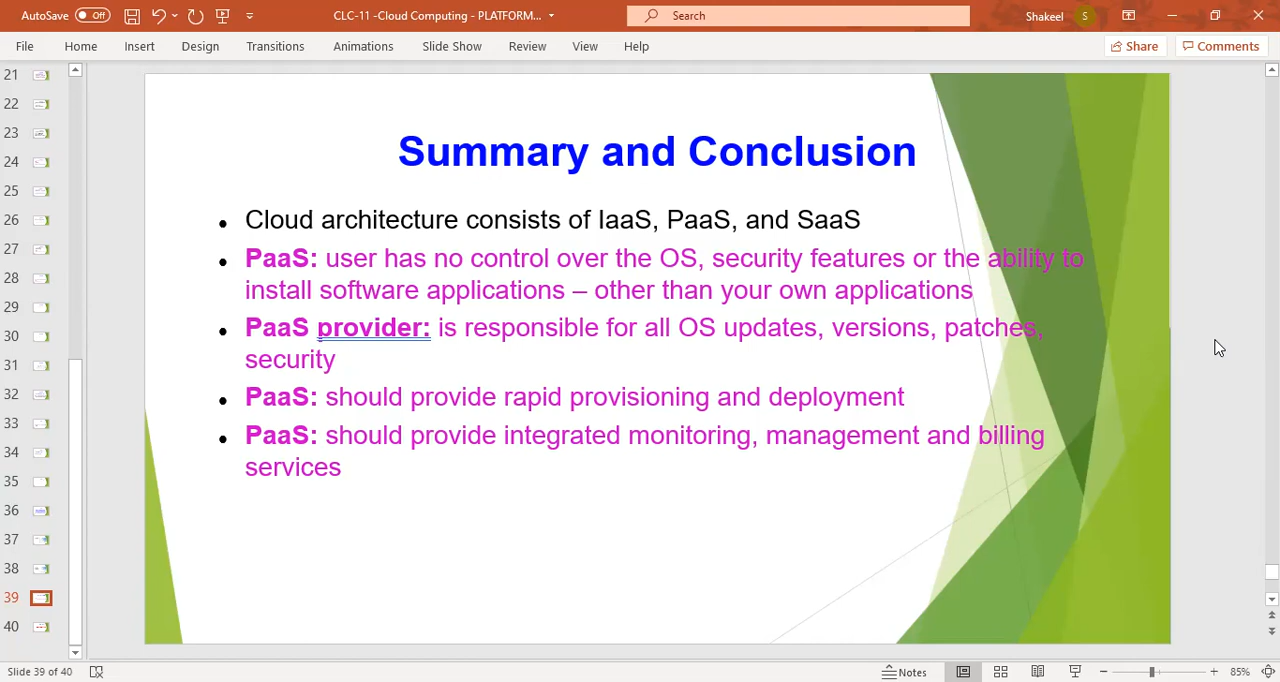 AutoSave Off CLC-11 -Cloud Computing - PLATFORM... Search Shakeel S
File Home Insert Design Transitions Animations Slide Show Review View Help Share Comments
21
22
23
24
25
26
27
28
29
30
31
32
33
34
35
36
37
38
39
40
Summary and Conclusion
• Cloud architecture consists of IaaS, PaaS, and SaaS
• PaaS: user has no control over the OS, security features or the ability to
install software applications – other than your own applications
• PaaS provider: is responsible for all OS updates, versions, patches,
security
• PaaS: should provide rapid provisioning and deployment
• PaaS: should provide integrated monitoring, management and billing
services
Slide 39 of 40 Notes 85%